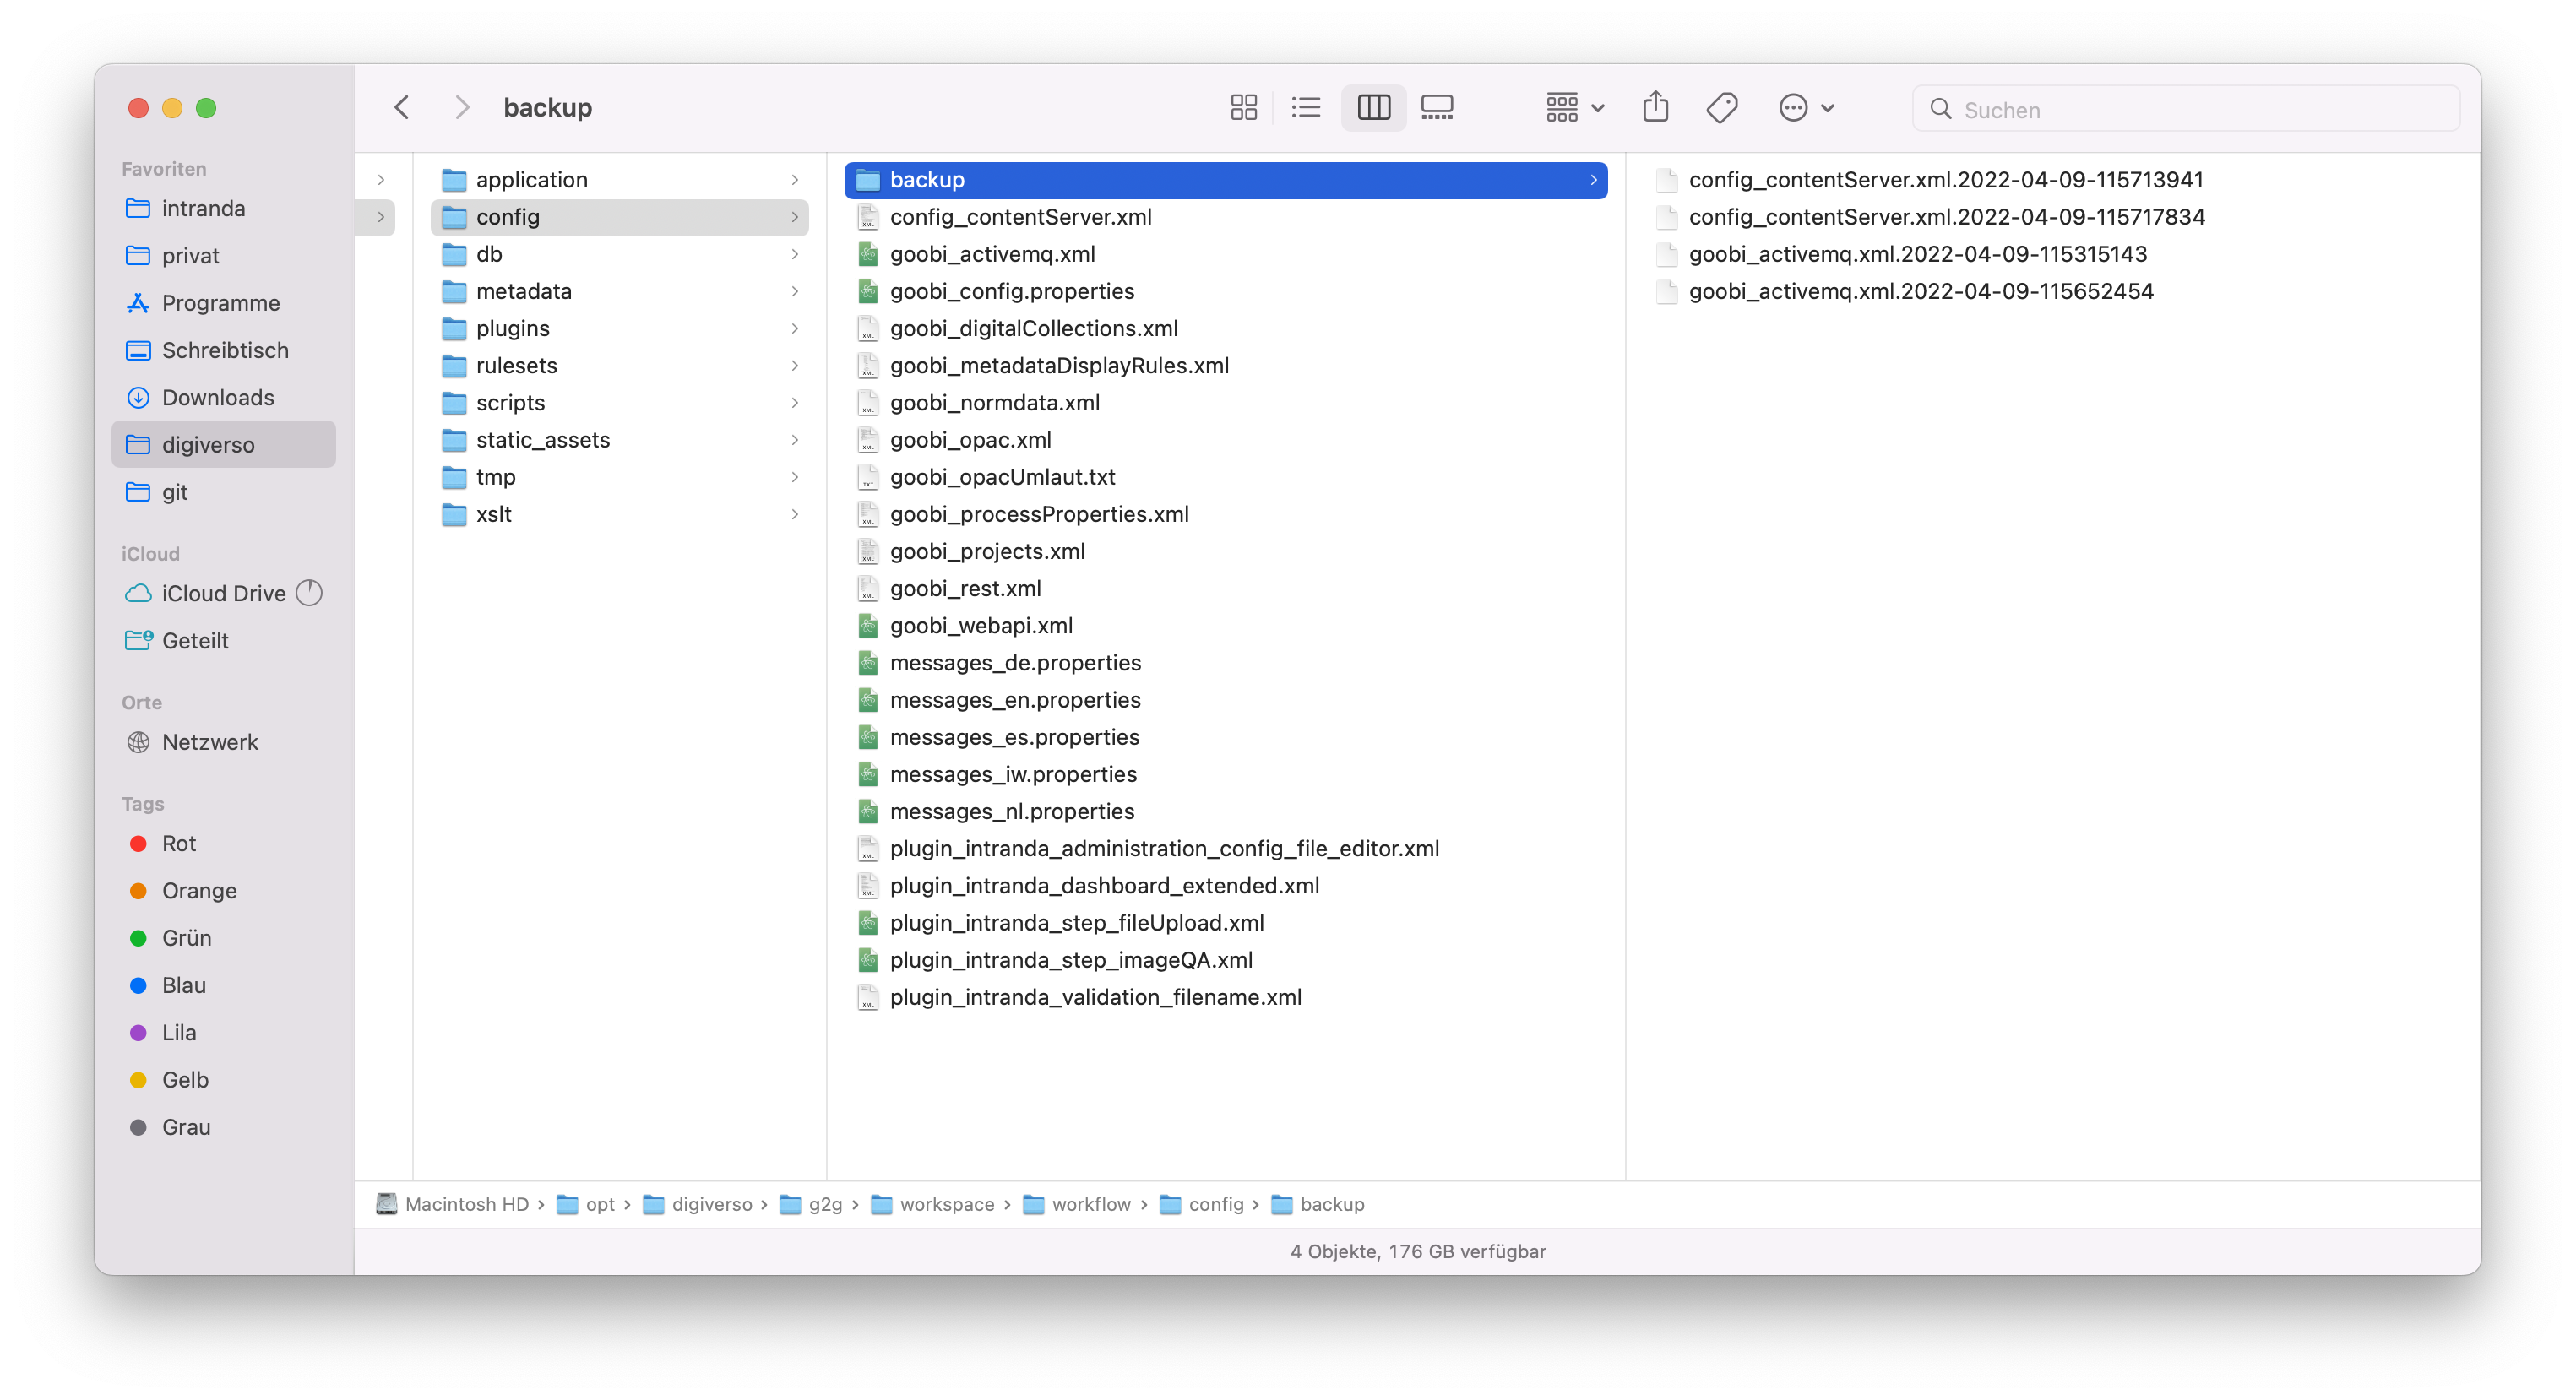 backup
Suchen
Favoriten
intranda
privat
Programme
Schreibtisch
Downloads
digiverso
git
iCloud
iCloud Drive
Geteilt
Orte
Netzwerk
Tags
Rot
Orange
Grün
Blau
Lila
Gelb
Grau
application
config
db
metadata
plugins
rulesets
scripts
static_assets
tmp
xslt
backup
config_contentServer.xml
goobi_activemq.xml
goobi_config.properties
goobi_digitalCollections.xml
goobi_metadataDisplayRules.xml
goobi_normdata.xml
goobi_opac.xml
goobi_opacUmlaut.txt
goobi_processProperties.xml
goobi_projects.xml
goobi_rest.xml
goobi_webapi.xml
messages_de.properties
messages_en.properties
messages_es.properties
messages_iw.properties
messages_nl.properties
plugin_intranda_administration_config_file_editor.xml
plugin_intranda_dashboard_extended.xml
plugin_intranda_step_fileUpload.xml
plugin_intranda_step_imageQA.xml
plugin_intranda_validation_filename.xml
config_contentServer.xml.2022-04-09-115713941
config_contentServer.xml.2022-04-09-115717834
goobi_activemq.xml.2022-04-09-115315143
goobi_activemq.xml.2022-04-09-115652454
Macintosh HD › opt › digiverso › g2g › workspace › workflow › config › backup
4 Objekte, 176 GB verfügbar